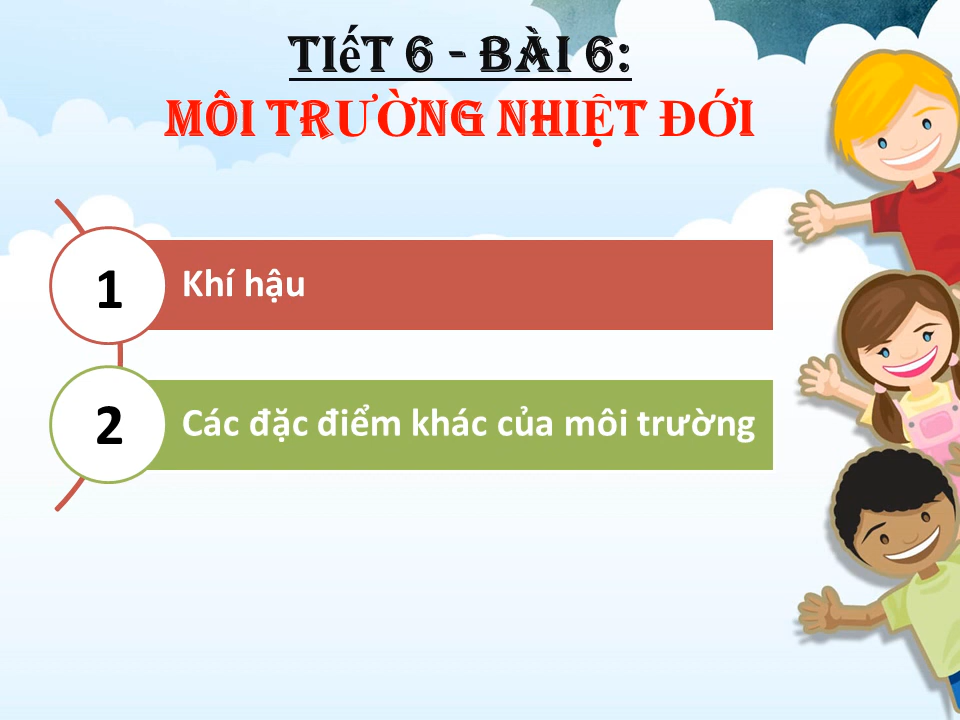 TIếT 6 - BÀI 6:
MÔI TRƯỜNG NHIỆT ĐỚI
1
Khí hậu
2
Các đặc điểm khác của môi trường